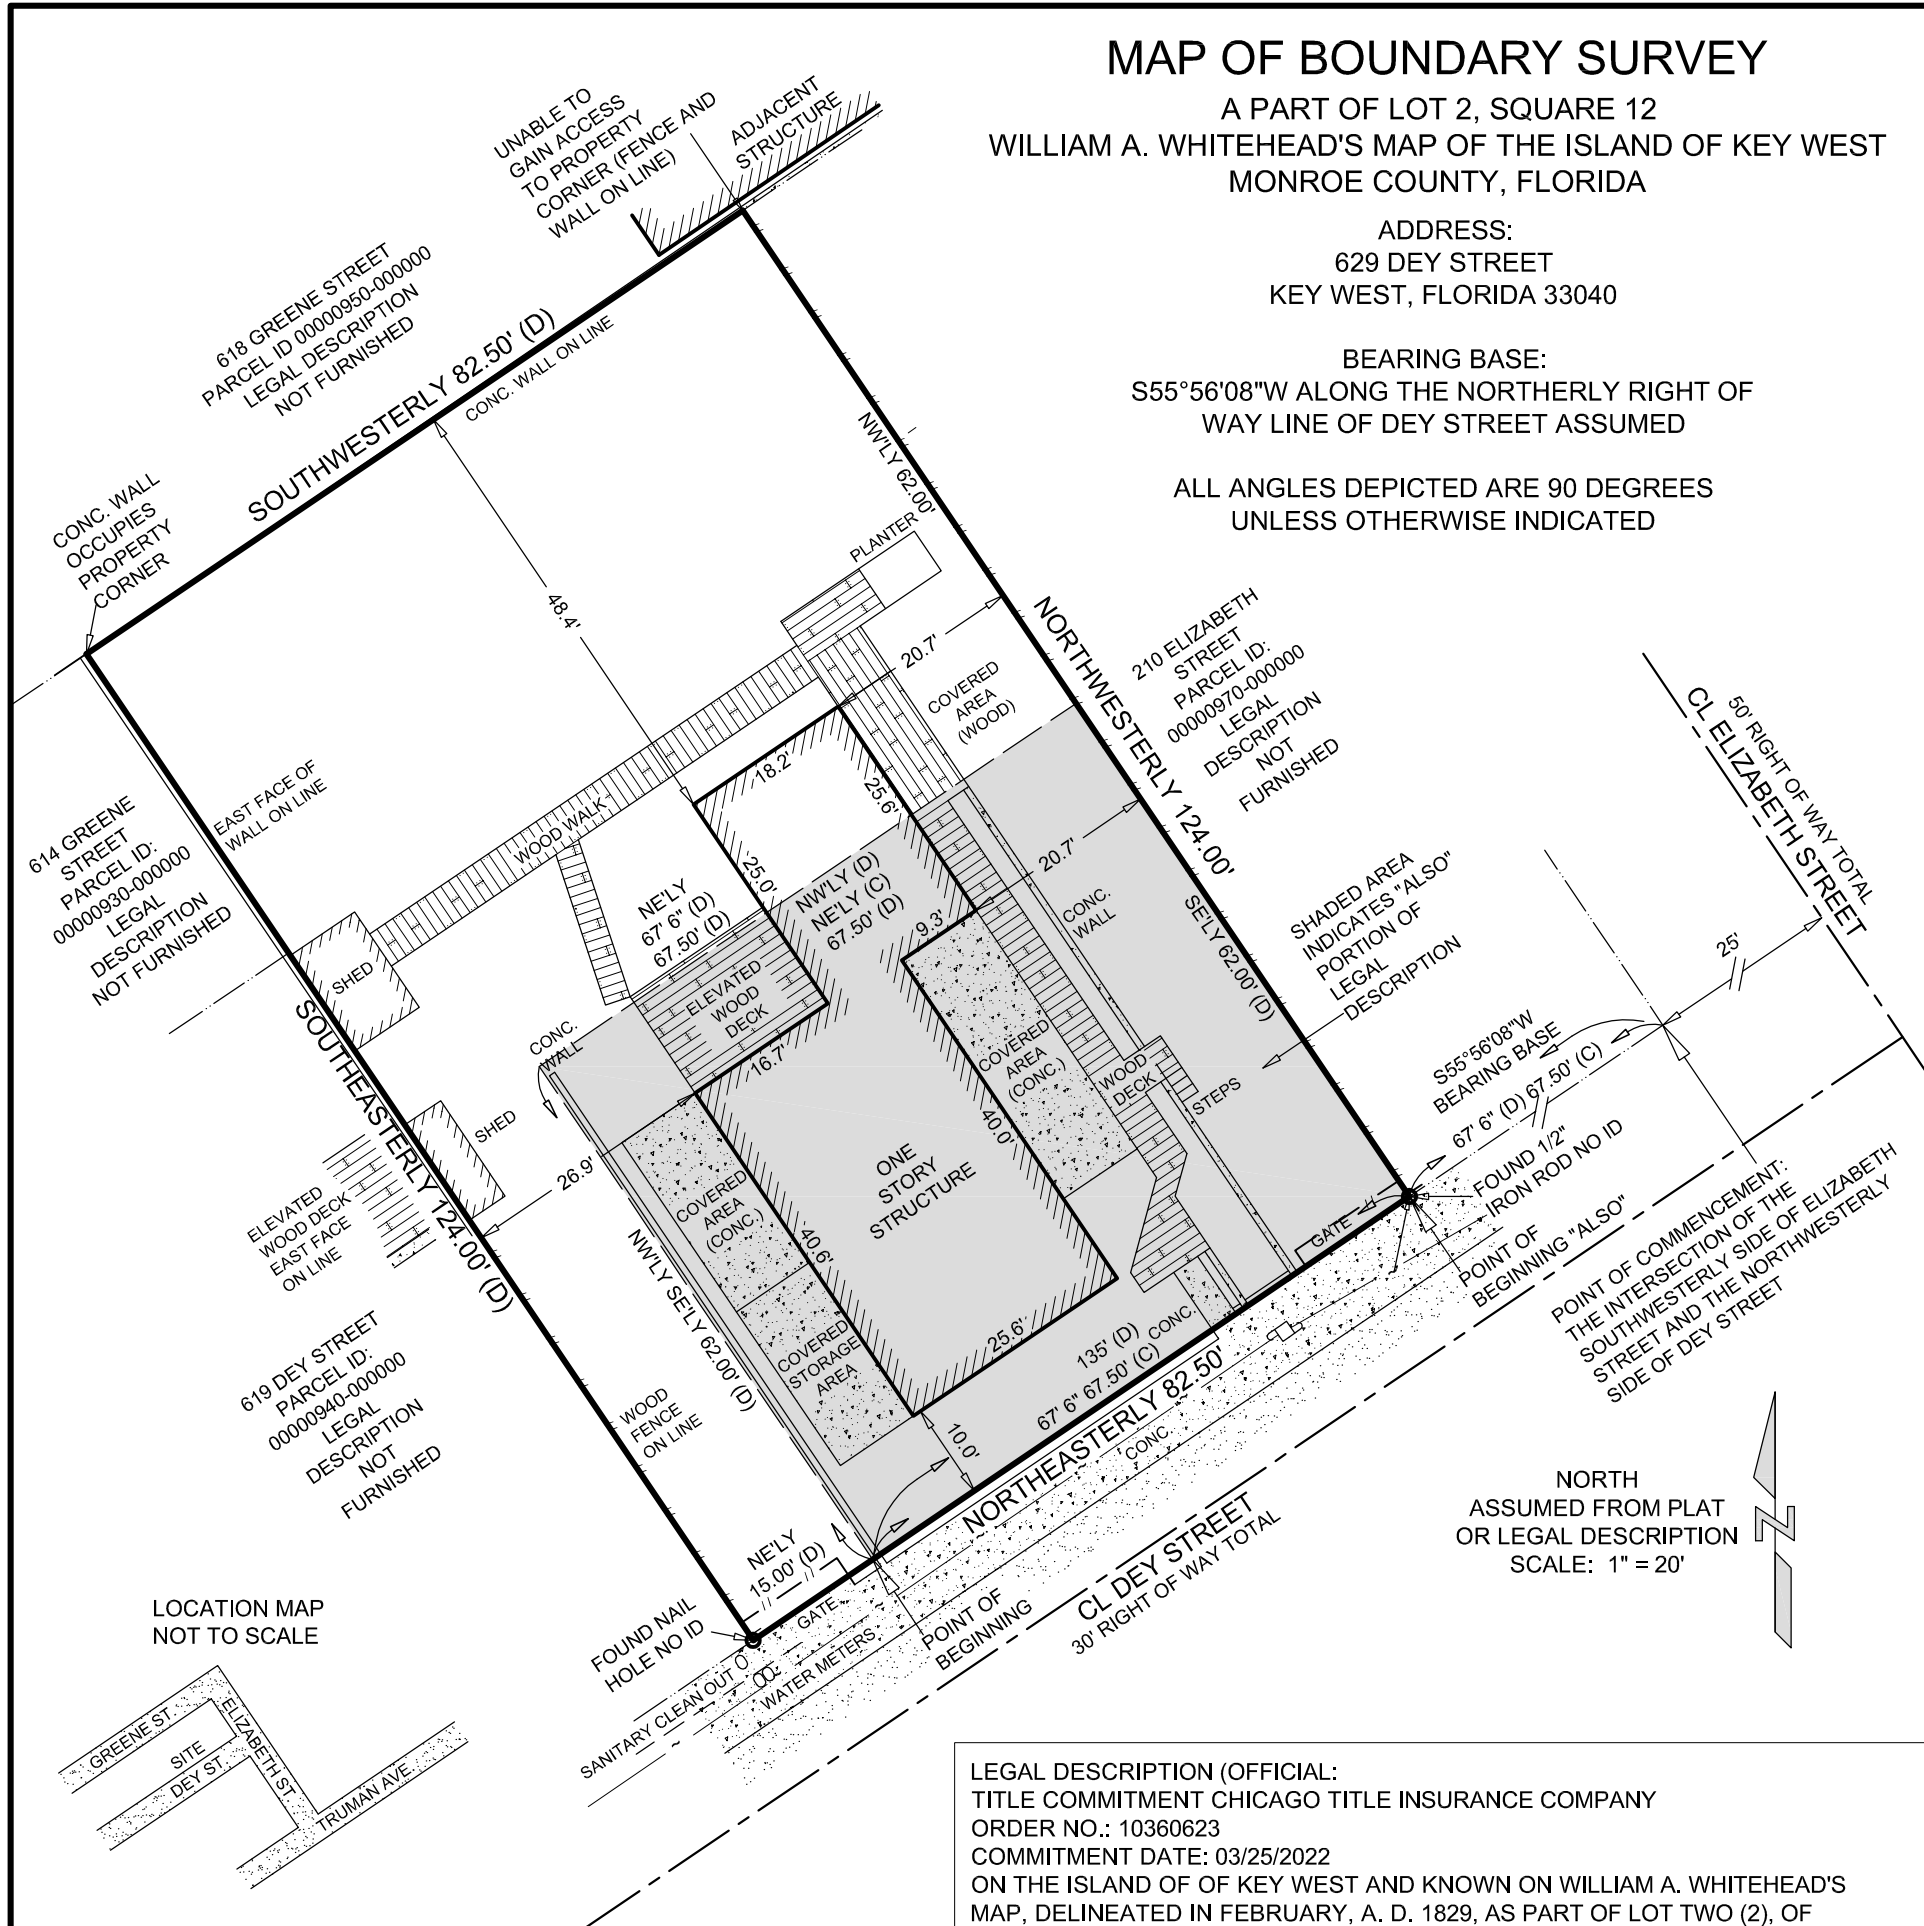 MAP OF BOUNDARY SURVEY
A PART OF LOT 2, SQUARE 12
WILLIAM A. WHITEHEAD'S MAP OF THE ISLAND OF KEY WEST
MONROE COUNTY, FLORIDA
ADDRESS:
629 DEY STREET
KEY WEST, FLORIDA 33040
BEARING BASE:
S55°56'08"W ALONG THE NORTHERLY RIGHT OF
WAY LINE OF DEY STREET ASSUMED
ALL ANGLES DEPICTED ARE 90 DEGREES
UNLESS OTHERWISE INDICATED
UNABLE TO
GAIN ACCESS
TO PROPERTY
CORNER (FENCE AND
WALL ON LINE)
ADJACENT
STRUCTURE
618 GREENE STREET
PARCEL ID 00000950-000000
LEGAL DESCRIPTION
NOT FURNISHED
SOUTHWESTERLY 82.50' (D)
CONC. WALL ON LINE
CONC. WALL
OCCUPIES
PROPERTY
CORNER
48.4'
NW'LY 62.00'
PLANTER
20.7'
COVERED
AREA
(WOOD)
NORTHWESTERLY 124.00'
210 ELIZABETH
STREET
PARCEL ID:
00000970-000000
LEGAL
DESCRIPTION
NOT
FURNISHED
50' RIGHT OF WAY TOTAL
CL ELIZABETH STREET
25'
EAST FACE OF
WALL ON LINE
WOOD WALK
18.2'
25.6'
25.0'
614 GREENE
STREET
PARCEL ID:
0000930-000000
LEGAL
DESCRIPTION
NOT FURNISHED
SHED
NE'LY
67' 6" (D)
67.50' (D)
NW'LY (D)
NE'LY (C)
67.50' (D)
9.3'
20.7'
CONC.
WALL
SE'LY 62.00' (D)
SHADED AREA
INDICATES "ALSO"
PORTION OF
LEGAL
DESCRIPTION
ELEVATED
WOOD
DECK
16.7'
CONC.
WALL
SOUTHEASTERLY 124.00' (D)
SHED
26.9'
COVERED
AREA
(CONC.)
WOOD
DECK
STEPS
40.0'
ONE
STORY
STRUCTURE
COVERED
AREA
(CONC.)
40.6'
COVERED
STORAGE
AREA
NW'LY SE'LY 62.00' (D)
ELEVATED
WOOD DECK
EAST FACE
ON LINE
S55°56'08"W
BEARING BASE
67' 6" (D) 67.50' (C)
FOUND 1/2"
IRON ROD NO ID
POINT OF
BEGINNING "ALSO"
POINT OF COMMENCEMENT:
THE INTERSECTION OF THE
SOUTHWESTERLY SIDE OF ELIZABETH
STREET AND THE NORTHWESTERLY
SIDE OF DEY STREET
GATE
CONC.
25.6'
10.0'
135' (D)
67' 6" 67.50' (C)
NORTHEASTERLY 82.50'
CONC.
619 DEY STREET
PARCEL ID:
00000940-000000
LEGAL
DESCRIPTION
NOT
FURNISHED
WOOD
FENCE
ON LINE
NE'LY
15.00' (D)
GATE
FOUND NAIL
HOLE NO ID
SANITARY CLEAN OUT
WATER METERS
POINT OF
BEGINNING
CL DEY STREET
30' RIGHT OF WAY TOTAL
NORTH
ASSUMED FROM PLAT
OR LEGAL DESCRIPTION
SCALE: 1" = 20'
N
LOCATION MAP
NOT TO SCALE
GREENE ST.
SITE
DEY ST.
ELIZABETH ST.
TRUMAN AVE.
LEGAL DESCRIPTION (OFFICIAL:
TITLE COMMITMENT CHICAGO TITLE INSURANCE COMPANY
ORDER NO.: 10360623
COMMITMENT DATE: 03/25/2022
ON THE ISLAND OF OF KEY WEST AND KNOWN ON WILLIAM A. WHITEHEAD'S
MAP, DELINEATED IN FEBRUARY, A. D. 1829, AS PART OF LOT TWO (2), OF